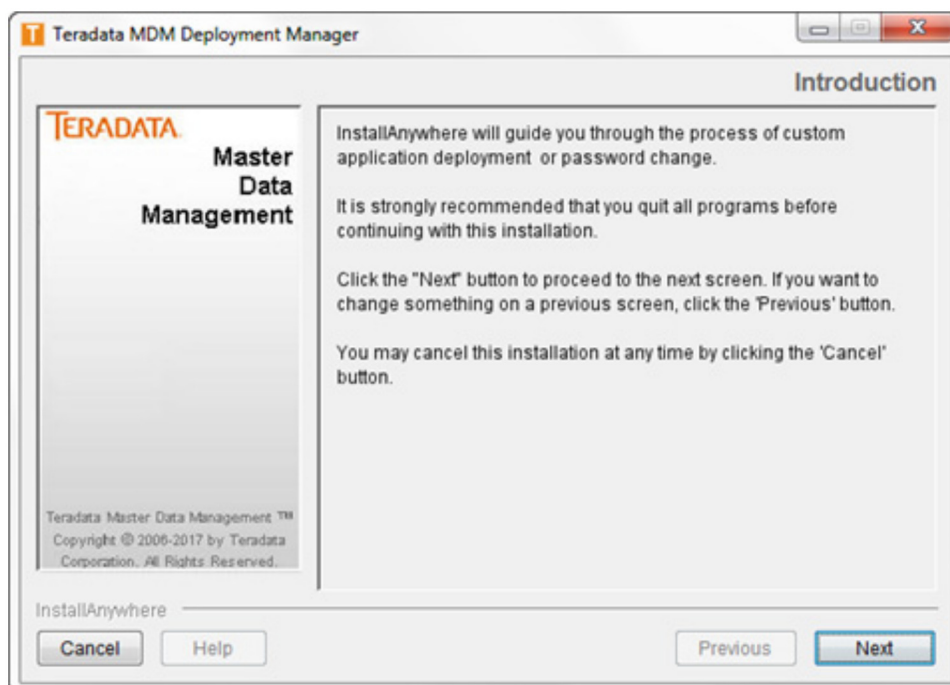 Teradata MDM Deployment Manager
Introduction
TERADATA.
Master
Data
Management
InstallAnywhere will guide you through the process of custom
application deployment or password change.
It is strongly recommended that you quit all programs before
continuing with this installation.
Click the "Next" button to proceed to the next screen. If you want to
change something on a previous screen, click the 'Previous' button.
You may cancel this installation at any time by clicking the 'Cancel'
button.
Teradata Master Data Management ™
Copyright © 2006-2017 by Teradata
Corporation. All Rights Reserved.
InstallAnywhere
Cancel Help Previous Next